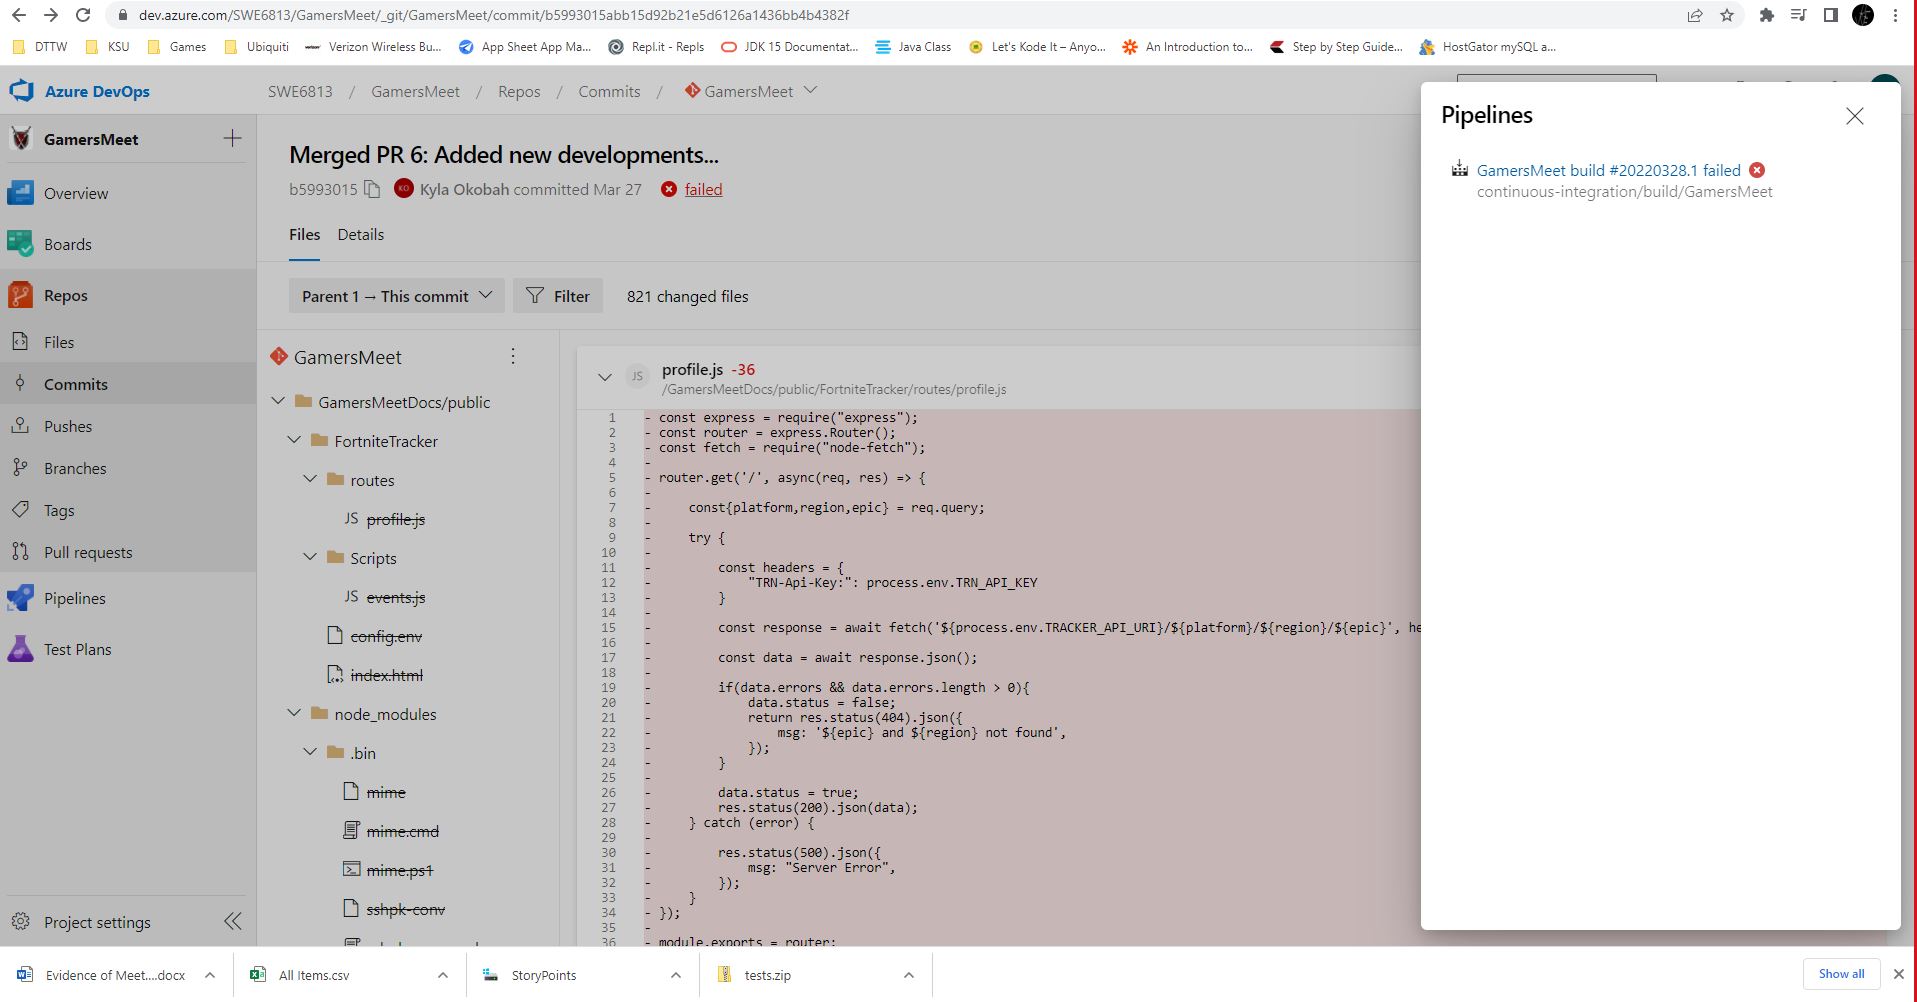 dev.azure.com/SWE6813/GamersMeet/_git/GamersMeet/commit/b5993015abb15d92b21e5d6126a1436bb4b4382f
DTTW KSU Games Ubiquiti Verizon Wireless Bu... App Sheet App Ma... Repl.it - Repls JDK 15 Documentat... Java Class Let's Kode It – Anyo... An Introduction to... Step by Step Guide... HostGator mySQL a...
Azure DevOps
SWE6813 / GamersMeet / Repos / Commits / GamersMeet
GamersMeet
Overview
Boards
Repos
Files
Commits
Pushes
Branches
Tags
Pull requests
Pipelines
Test Plans
Project settings
Merged PR 6: Added new developments...
b5993015 KO Kyla Okobah committed Mar 27 failed
Files Details
Parent 1 → This commit Filter 821 changed files
GamersMeet
GamersMeetDocs/public
FortniteTracker
routes
JS profile.js
Scripts
JS events.js
config.env
index.html
node_modules
.bin
mime
mime.cmd
mime.ps1
sshpk-conv
JS profile.js -36
/GamersMeetDocs/public/FortniteTracker/routes/profile.js
1 - const express = require("express");
2 - const router = express.Router();
3 - const fetch = require("node-fetch");
4 -
5 - router.get('/', async(req, res) => {
6 -
7 - const{platform,region,epic} = req.query;
8 -
9 - try {
10 -
11 - const headers = {
12 - "TRN-Api-Key:": process.env.TRN_API_KEY
13 - }
14 -
15 - const response = await fetch('${process.env.TRACKER_API_URI}/${platform}/${region}/${epic}', he
16 -
17 - const data = await response.json();
18 -
19 - if(data.errors && data.errors.length > 0){
20 - data.status = false;
21 - return res.status(404).json({
22 - msg: '${epic} and ${region} not found',
23 - });
24 - }
25 -
26 - data.status = true;
27 - res.status(200).json(data);
28 - } catch (error) {
29 -
30 - res.status(500).json({
31 - msg: "Server Error",
32 - });
33 - }
34 - });
35 -
36 - module.exports = router;
Pipelines
GamersMeet build #20220328.1 failed
continuous-integration/build/GamersMeet
Evidence of Meet....docx All Items.csv StoryPoints tests.zip Show all